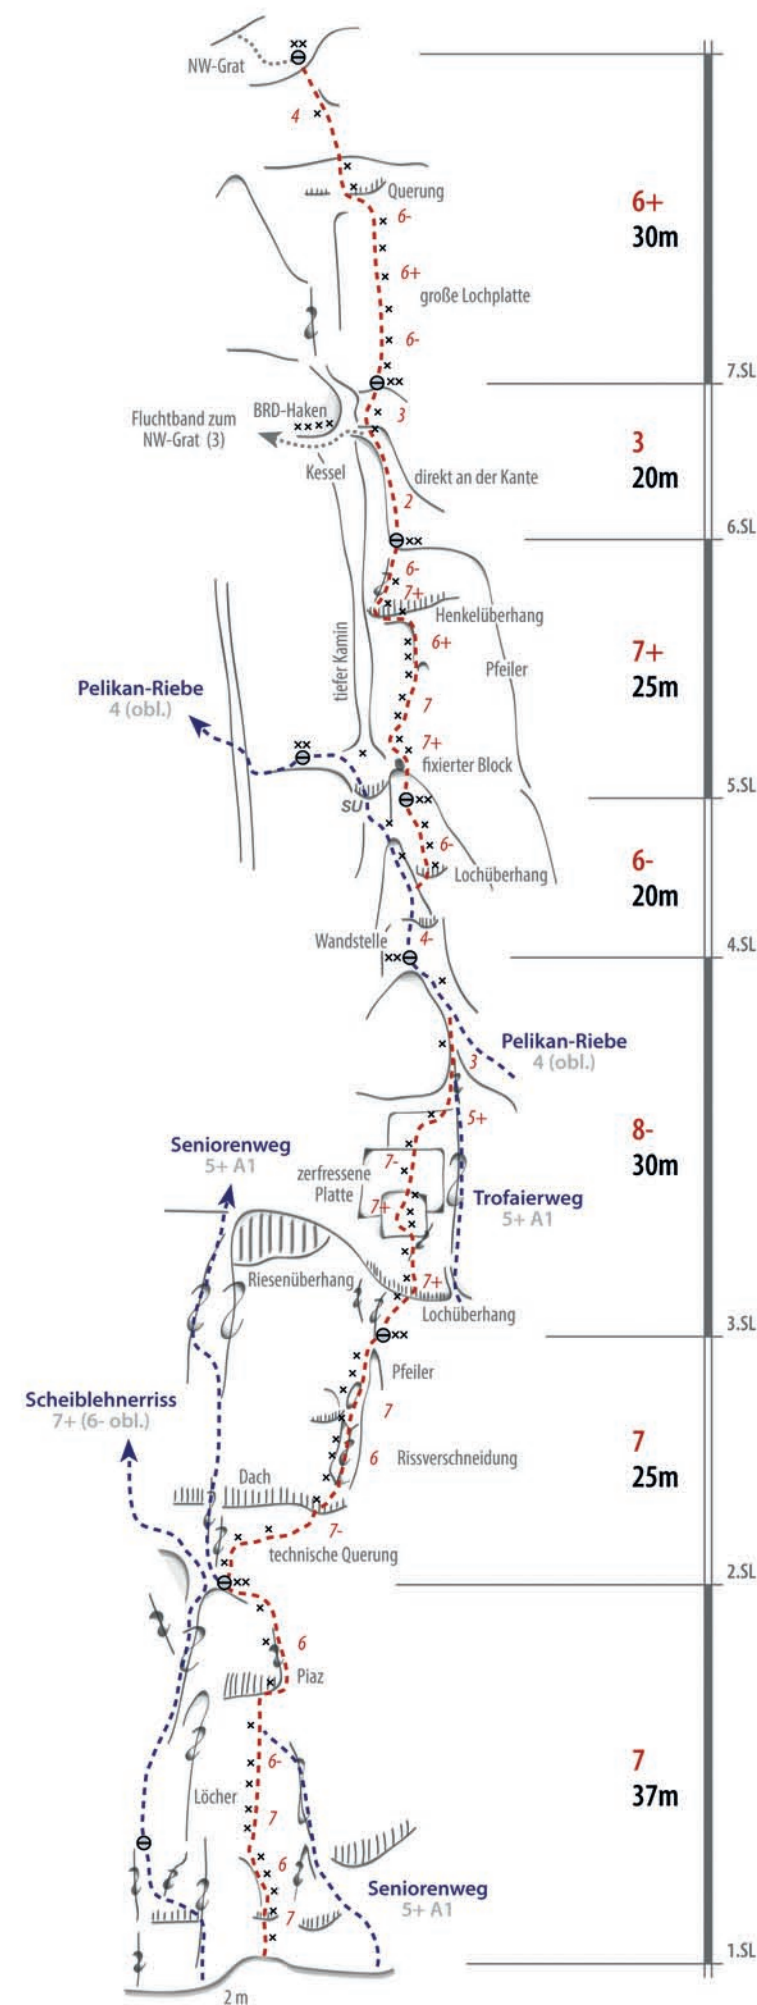 NW-Grat
4
Querung
6-
6+
30m
6+
große Lochplatte
6-
7.SL
BRD-Haken
3
Fluchtband zum
NW-Grat (3)
3
20m
Kessel
direkt an der Kante
2
6.SL
6-
7+
Henkelüberhang
tiefer Kamin
6+
7+
25m
Pfeiler
Pelikan-Riebe
4 (obl.)
7
7+
fixierter Block
5.SL
SU
6-
Lochüberhang
6-
20m
Wandstelle
4-
4.SL
Pelikan-Riebe
4 (obl.)
3
5+
8-
30m
Seniorenweg
5+ A1
7-
zerfressene
Platte
7+
Trofaierweg
5+ A1
Riesenüberhang
7+
Lochüberhang
3.SL
Pfeiler
Scheiblehnerriss
7+ (6- obl.)
7
6
Rissverschneidung
7
25m
Dach
7-
technische Querung
2.SL
6
Piaz
6-
7
37m
Löcher
7
6
Seniorenweg
5+ A1
7
1.SL
2 m